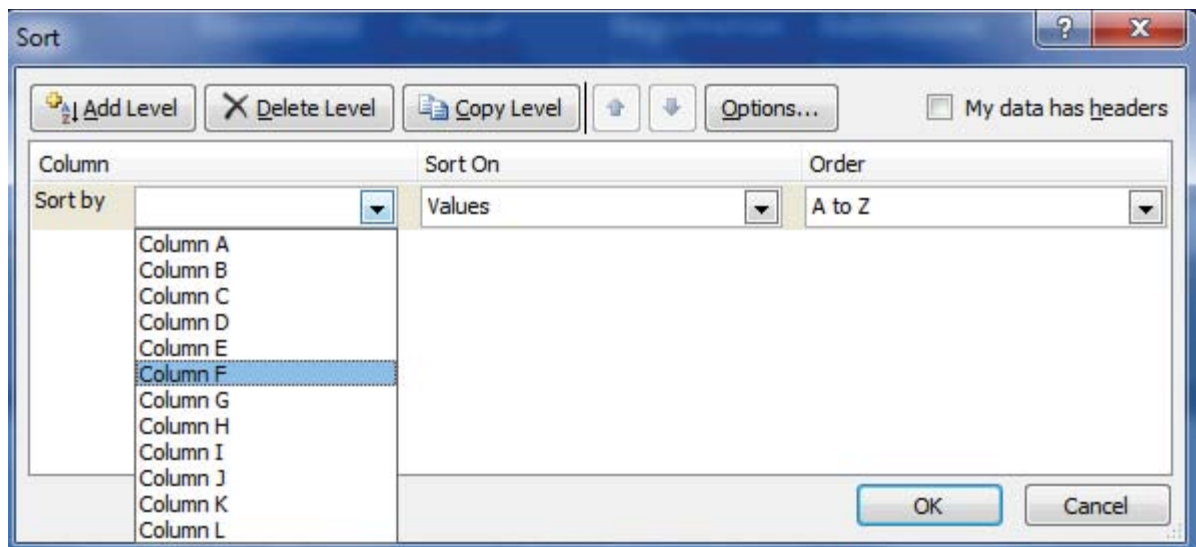 Sort
Add Level Delete Level Copy Level Options... My data has headers
Column Sort On Order
Sort by Values A to Z
Column A
Column B
Column C
Column D
Column E
Column F
Column G
Column H
Column I
Column J
Column K
Column L
OK Cancel